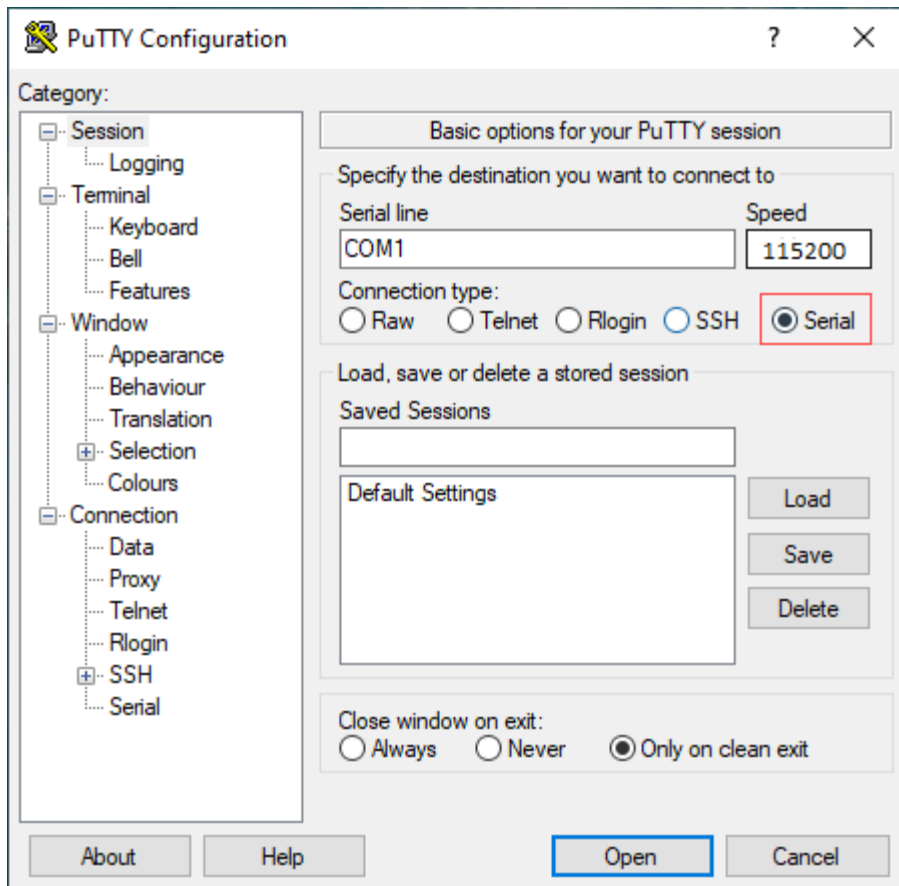 PuTTY Configuration
?
Category:
Session
Logging
Terminal
Keyboard
Bell
Features
Window
Appearance
Behaviour
Translation
Selection
Colours
Connection
Data
Proxy
Telnet
Rlogin
SSH
Serial
Basic options for your PuTTY session
Specify the destination you want to connect to
Serial line Speed
COM1 115200
Connection type:
Raw Telnet Rlogin SSH Serial
Load, save or delete a stored session
Saved Sessions
Default Settings
Load
Save
Delete
Close window on exit:
Always Never Only on clean exit
About Help Open Cancel